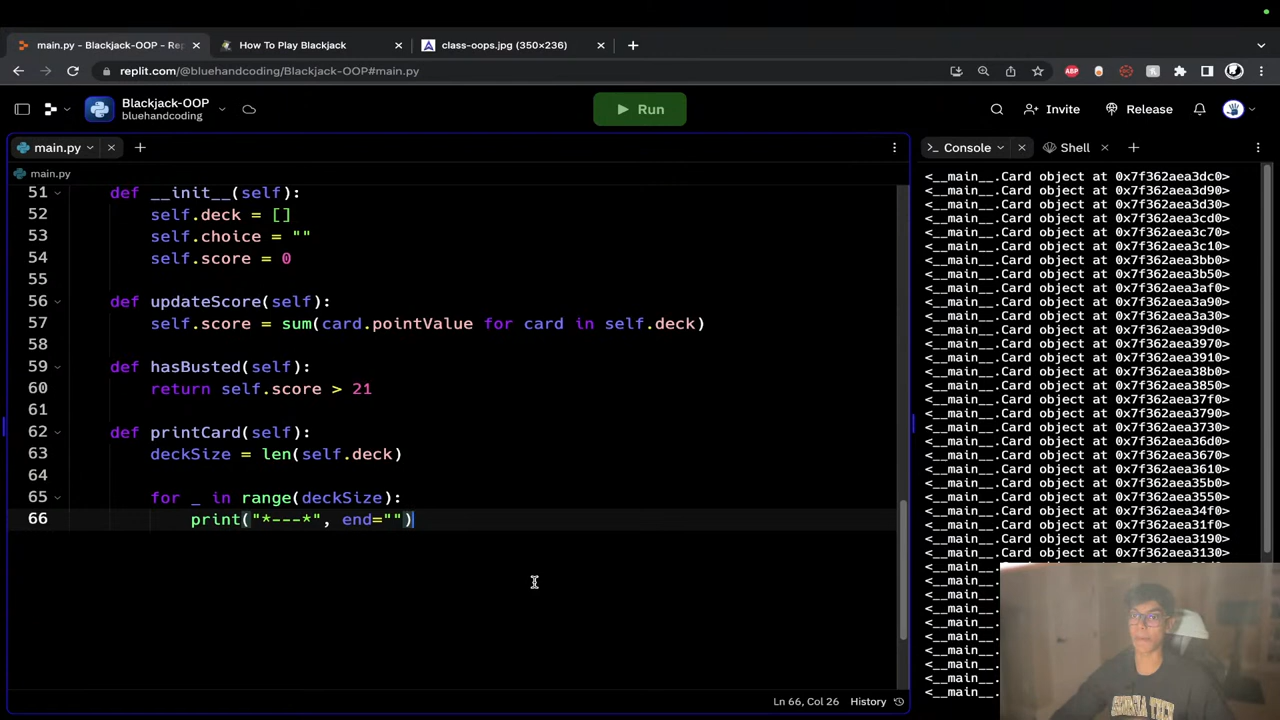 main.py - Blackjack-OOP - Rep
How To Play Blackjack
class-oops.jpg (350×236)
replit.com/@bluehandcoding/Blackjack-OOP#main.py
ABP
Blackjack-OOP
bluehandcoding
Run
Invite
Release
main.py
Console
Shell
main.py
51 def __init__(self):
52 self.deck = []
53 self.choice = ""
54 self.score = 0
55
56 def updateScore(self):
57 self.score = sum(card.pointValue for card in self.deck)
58
59 def hasBusted(self):
60 return self.score > 21
61
62 def printCard(self):
63 deckSize = len(self.deck)
64
65 for _ in range(deckSize):
66 print("*---*", end="")
<__main__.Card object at 0x7f362aea3dc0>
<__main__.Card object at 0x7f362aea3d90>
<__main__.Card object at 0x7f362aea3d30>
<__main__.Card object at 0x7f362aea3cd0>
<__main__.Card object at 0x7f362aea3c70>
<__main__.Card object at 0x7f362aea3c10>
<__main__.Card object at 0x7f362aea3bb0>
<__main__.Card object at 0x7f362aea3b50>
<__main__.Card object at 0x7f362aea3af0>
<__main__.Card object at 0x7f362aea3a90>
<__main__.Card object at 0x7f362aea3a30>
<__main__.Card object at 0x7f362aea39d0>
<__main__.Card object at 0x7f362aea3970>
<__main__.Card object at 0x7f362aea3910>
<__main__.Card object at 0x7f362aea38b0>
<__main__.Card object at 0x7f362aea3850>
<__main__.Card object at 0x7f362aea37f0>
<__main__.Card object at 0x7f362aea3790>
<__main__.Card object at 0x7f362aea3730>
<__main__.Card object at 0x7f362aea36d0>
<__main__.Card object at 0x7f362aea3670>
<__main__.Card object at 0x7f362aea3610>
<__main__.Card object at 0x7f362aea35b0>
<__main__.Card object at 0x7f362aea3550>
<__main__.Card object at 0x7f362aea34f0>
<__main__.Card object at 0x7f362aea31f0>
<__main__.Card object at 0x7f362aea3190>
<__main__.Card object at 0x7f362aea3130>
<__main__
<__main__
<__main__
<__main__
<__main__
<__main__
<__main__
<__main__
<__main__
<__main__
Ln 66, Col 26 History